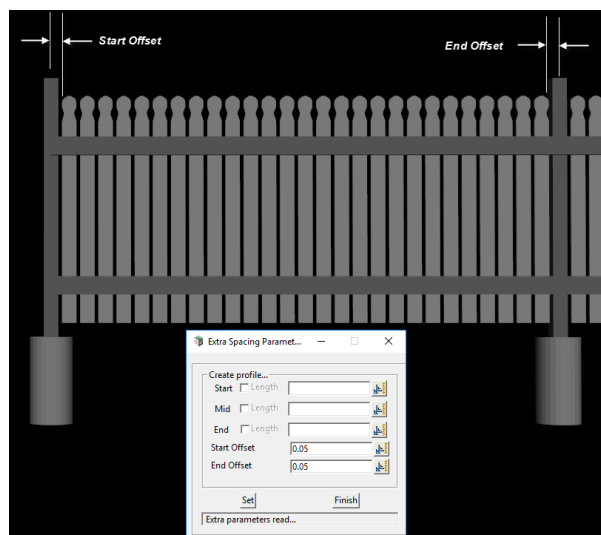 Start Offset
End Offset
Extra Spacing Paramet...
Create profile...
Start Length
Mid Length
End Length
Start Offset 0.05
End Offset 0.05
Set Finish
Extra parameters read...